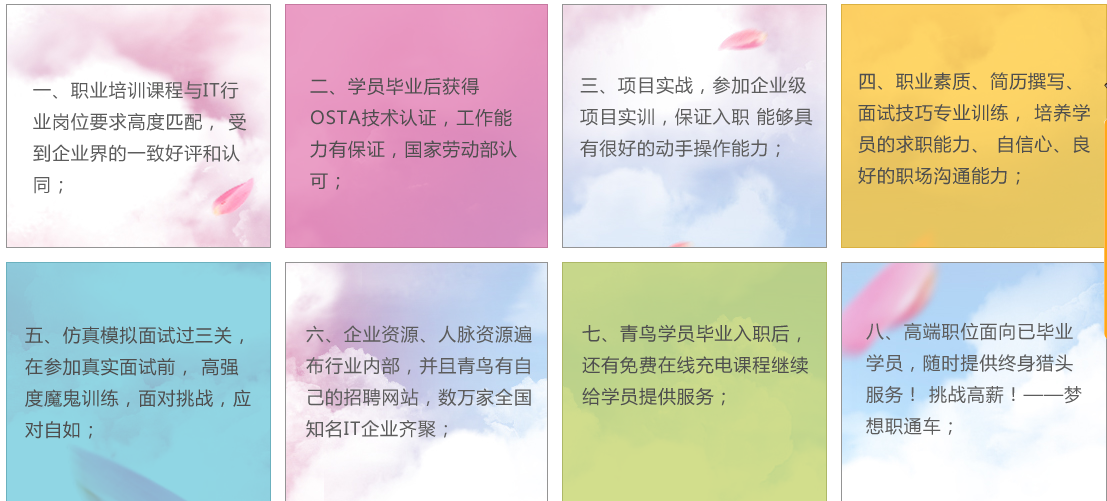 一、职业培训课程与IT行
业岗位要求高度匹配， 受
到企业界的一致好评和认
同；
二、学员毕业后获得
OSTA技术认证，工作能
力有保证，国家劳动部认
可；
三、项目实战，参加企业级
项目实训，保证入职 能够具
有很好的动手操作能力；
四、职业素质、简历撰写、
面试技巧专业训练， 培养学
员的求职能力、 自信心、良
好的职场沟通能力；
五、仿真模拟面试过三关，
在参加真实面试前， 高强
度魔鬼训练，面对挑战，应
对自如；
六、企业资源、人脉资源遍
布行业内部，并且青鸟有自
己的招聘网站，数万家全国
知名IT企业齐聚；
七、青鸟学员毕业入职后，
还有免费在线充电课程继续
给学员提供服务；
八、高端职位面向已毕业
学员，随时提供终身猎头
服务！ 挑战高薪！——梦
想职通车；